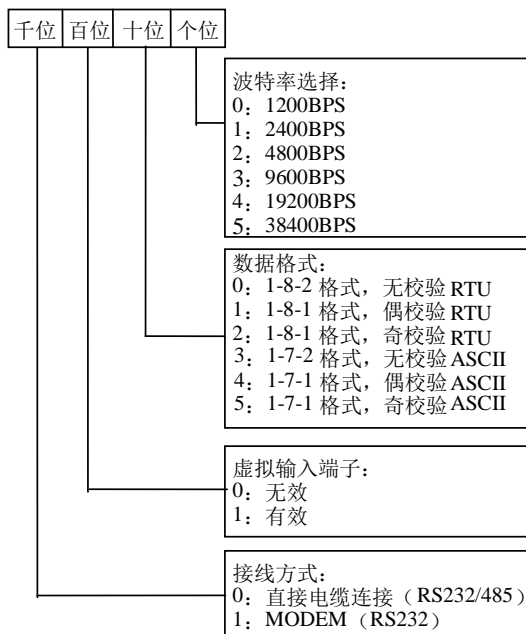 千位 百位 十位 个位
波特率选择：
0：1200BPS
1：2400BPS
2：4800BPS
3：9600BPS
4：19200BPS
5：38400BPS
数据格式：
0：1-8-2 格式，无校验 RTU
1：1-8-1 格式，偶校验 RTU
2：1-8-1 格式，奇校验 RTU
3：1-7-2 格式，无校验 ASCII
4：1-7-1 格式，偶校验 ASCII
5：1-7-1 格式，奇校验 ASCII
虚拟输入端子：
0：无效
1：有效
接线方式：
0：直接电缆连接（RS232/485）
1：MODEM（RS232）